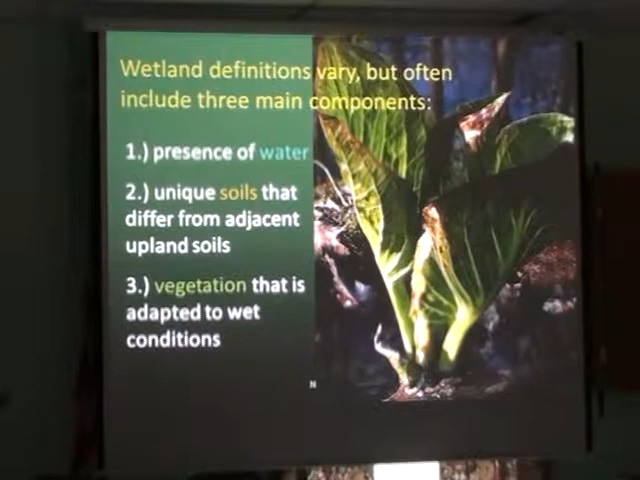 Wetland definitions vary, but often
include three main components:
1.) presence of water
2.) unique soils that
differ from adjacent
upland soils
3.) vegetation that is
adapted to wet
conditions
N